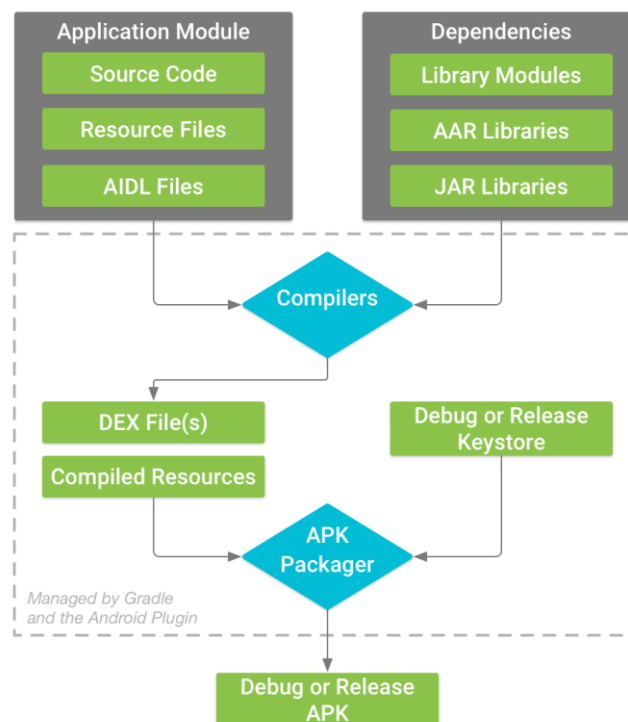 Application Module
Source Code
Resource Files
AIDL Files
Dependencies
Library Modules
AAR Libraries
JAR Libraries
Compilers
DEX File(s)
Compiled Resources
Debug or Release
Keystore
APK
Packager
Managed by Gradle
and the Android Plugin
Debug or Release
APK